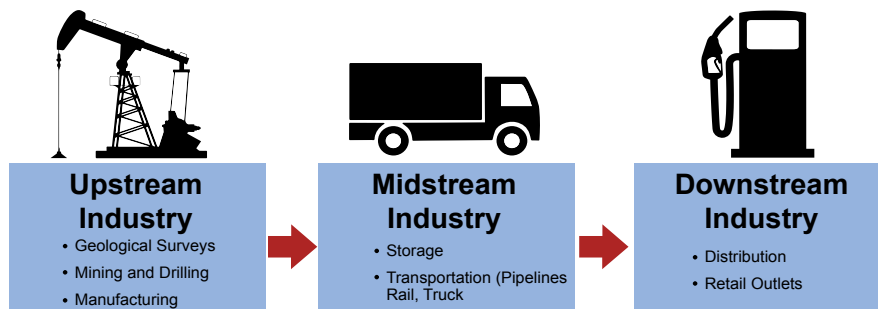 Upstream
Industry
• Geological Surveys
• Mining and Drilling
• Manufacturing
Midstream
Industry
• Storage
• Transportation (Pipelines
Rail, Truck
Downstream
Industry
• Distribution
• Retail Outlets